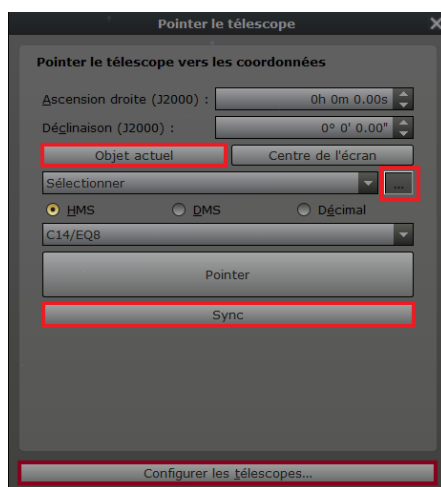 Pointer le télescope
Pointer le télescope vers les coordonnées
Ascension droite (J2000) : 0h 0m 0.00s
Déclinaison (J2000) : 0° 0' 0.00"
Objet actuel Centre de l'écran
Sélectionner ...
HMS DMS Décimal
C14/EQ8
Pointer
Sync
Configurer les télescopes...